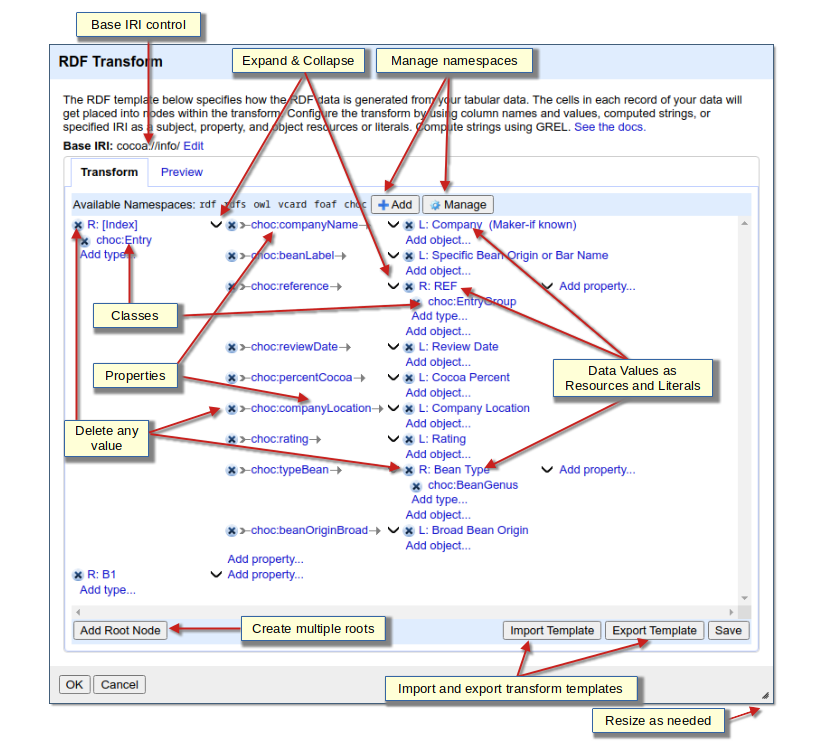 Base IRI control
RDF Transform
Expand & Collapse
Manage namespaces
The RDF template below specifies how the RDF data is generated from your tabular data. The cells in each record of your data will
get placed into nodes within the transform. Configure the transform by using column names and values, computed strings, or
specified IRI as a subject, property, and object resources or literals. Compute strings using GREL. See the docs.
Base IRI: cocoa://info/ Edit
Transform Preview
Available Namespaces: rdf rdfs owl vcard foaf choc Add Manage
R: [Index] choc:companyName L: Company (Maker-if known)
choc:Entry Add object...
Add type... choc:beanLabel L: Specific Bean Origin or Bar Name
Add object...
choc:reference R: REF Add property...
choc:EntryGroup
Classes Add type...
Add object...
choc:reviewDate L: Review Date
Add object...
Properties choc:percentCocoa L: Cocoa Percent
Add object...
Data Values as
Resources and Literals
choc:companyLocation L: Company Location
Add object...
Delete any
value
choc:rating L: Rating
Add object...
choc:typeBean R: Bean Type Add property...
choc:BeanGenus
Add type...
Add object...
choc:beanOriginBroad L: Broad Bean Origin
Add object...
Add property...
R: B1 Add property...
Add type...
Add Root Node Create multiple roots Import Template Export Template Save
OK Cancel Import and export transform templates
Resize as needed